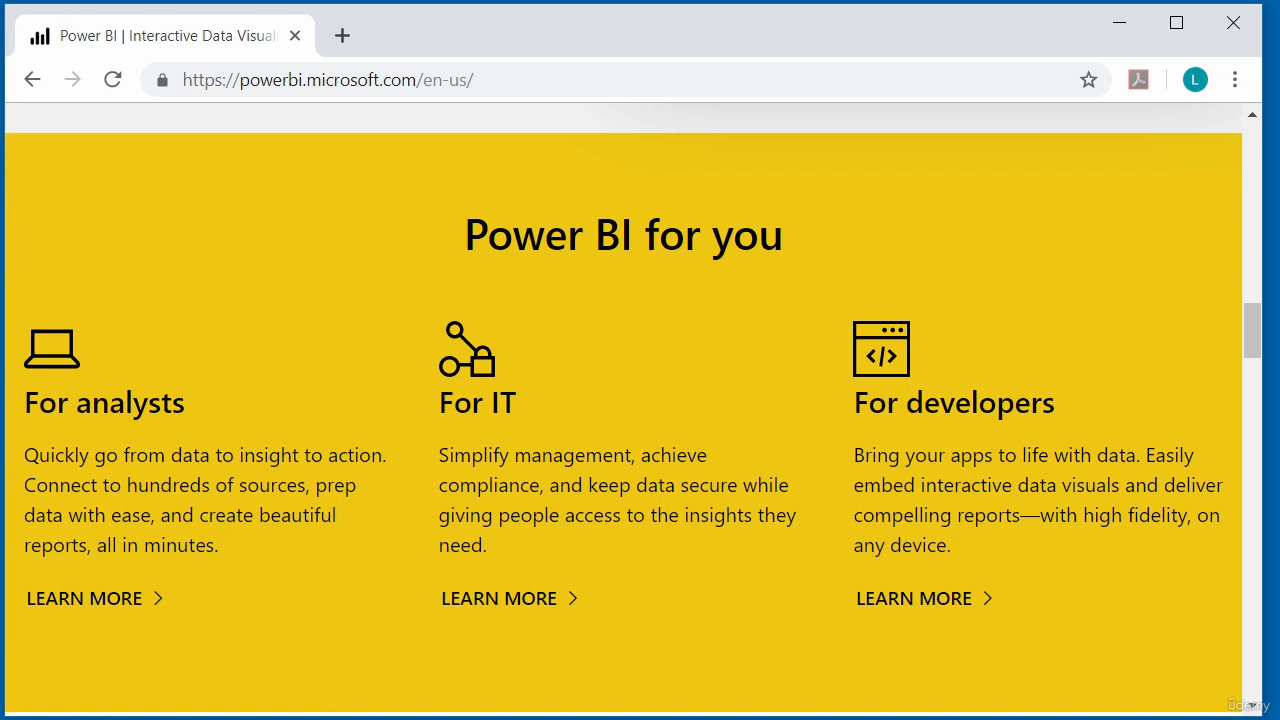 Power BI | Interactive Data Visuali
https://powerbi.microsoft.com/en-us/
L
Power BI for you
For analysts
Quickly go from data to insight to action.
Connect to hundreds of sources, prep
data with ease, and create beautiful
reports, all in minutes.
LEARN MORE
For IT
Simplify management, achieve
compliance, and keep data secure while
giving people access to the insights they
need.
LEARN MORE
</>
For developers
Bring your apps to life with data. Easily
embed interactive data visuals and deliver
compelling reports—with high fidelity, on
any device.
LEARN MORE
Udemy